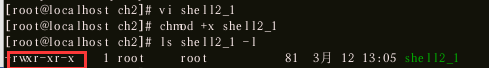 [root@localhost ch2]# vi shell2_1
[root@localhost ch2]# chmod +x shell2_1
[root@localhost ch2]# ls shell2_1 -l
-rwxr-xr-x 1 root root 81 3月 12 13:05 shell2_1